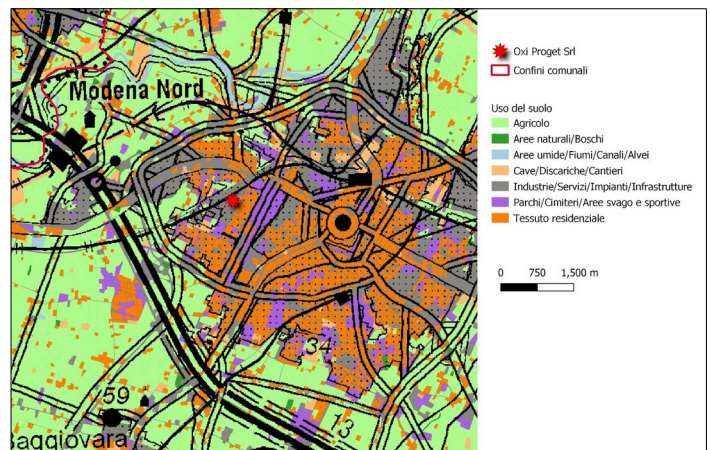 Modena Nord
34
59
13
Baggiovara
Oxi Proget Srl
Confini comunali
Uso del suolo
Agricolo
Aree naturali/Boschi
Aree umide/Fiumi/Canali/Alvei
Cave/Discariche/Cantieri
Industrie/Servizi/Impianti/Infrastrutture
Parchi/Cimiteri/Aree svago e sportive
Tessuto residenziale
0 750 1,500 m